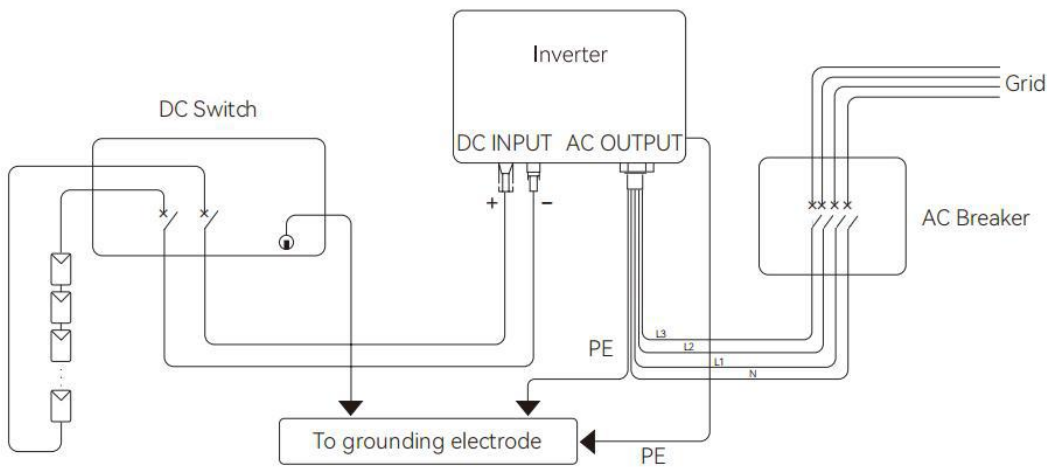 Inverter
Grid
DC Switch
DC INPUT AC OUTPUT
+ −
AC Breaker
L3
PE
L2
L1
N
To grounding electrode
PE